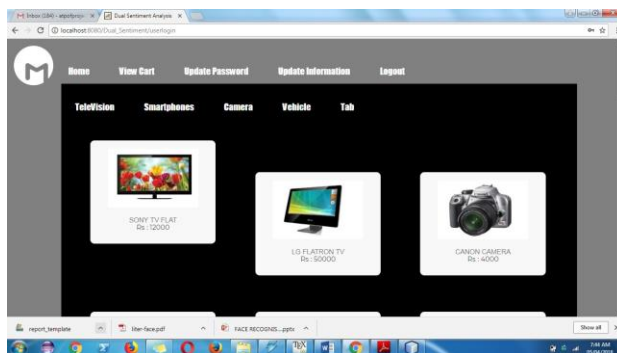 Dual Sentiment Analysis
localhost:8080/Dual_Sentiment/userlogin
M
Home View Cart Update Password Update Information Logout
TeleVision Smartphones Camera Vehicle Tab
SONY TV FLAT
Rs : 12000
LG FLATRON TV
Rs : 50000
CANON CAMERA
Rs : 4000
report_template liter-face.pdf FACE RECOGNIS....pptx Show all
7:44 AM